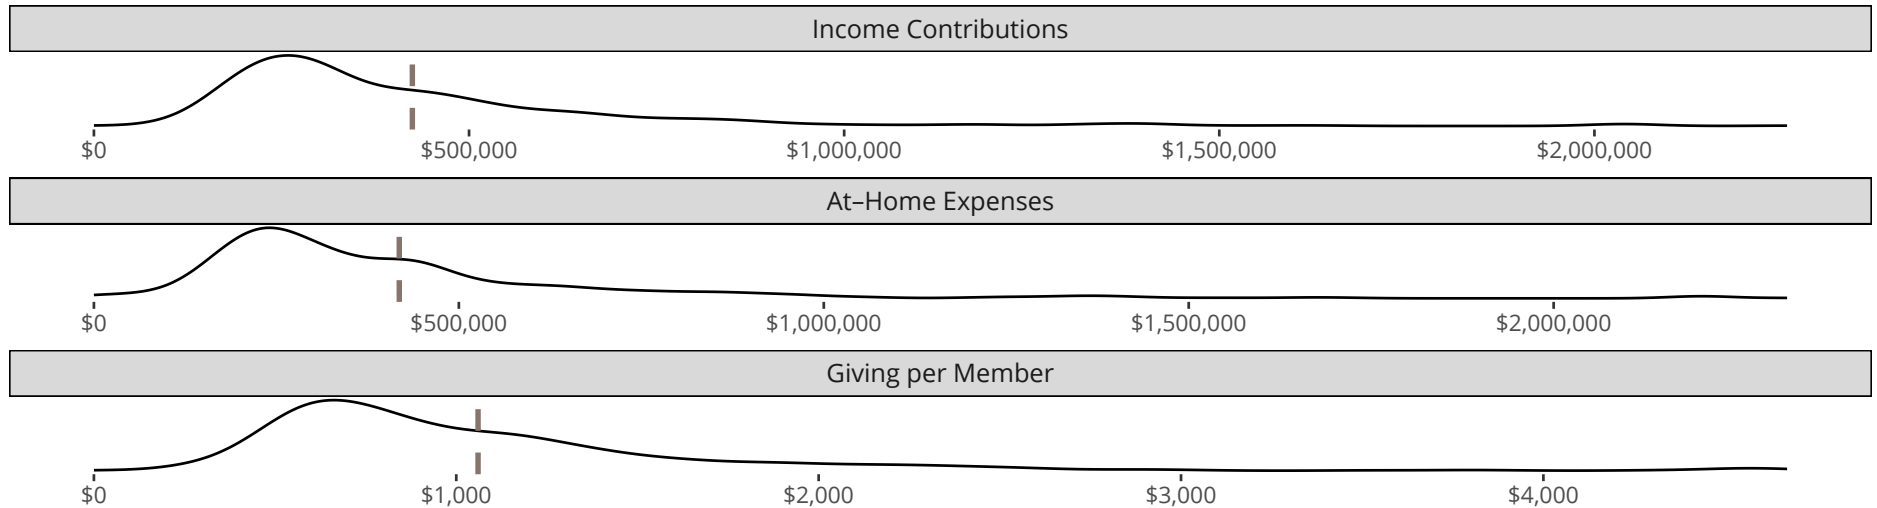 Income Contributions
$0 $500,000 $1,000,000 $1,500,000 $2,000,000
At–Home Expenses
$0 $500,000 $1,000,000 $1,500,000 $2,000,000
Giving per Member
$0 $1,000 $2,000 $3,000 $4,000